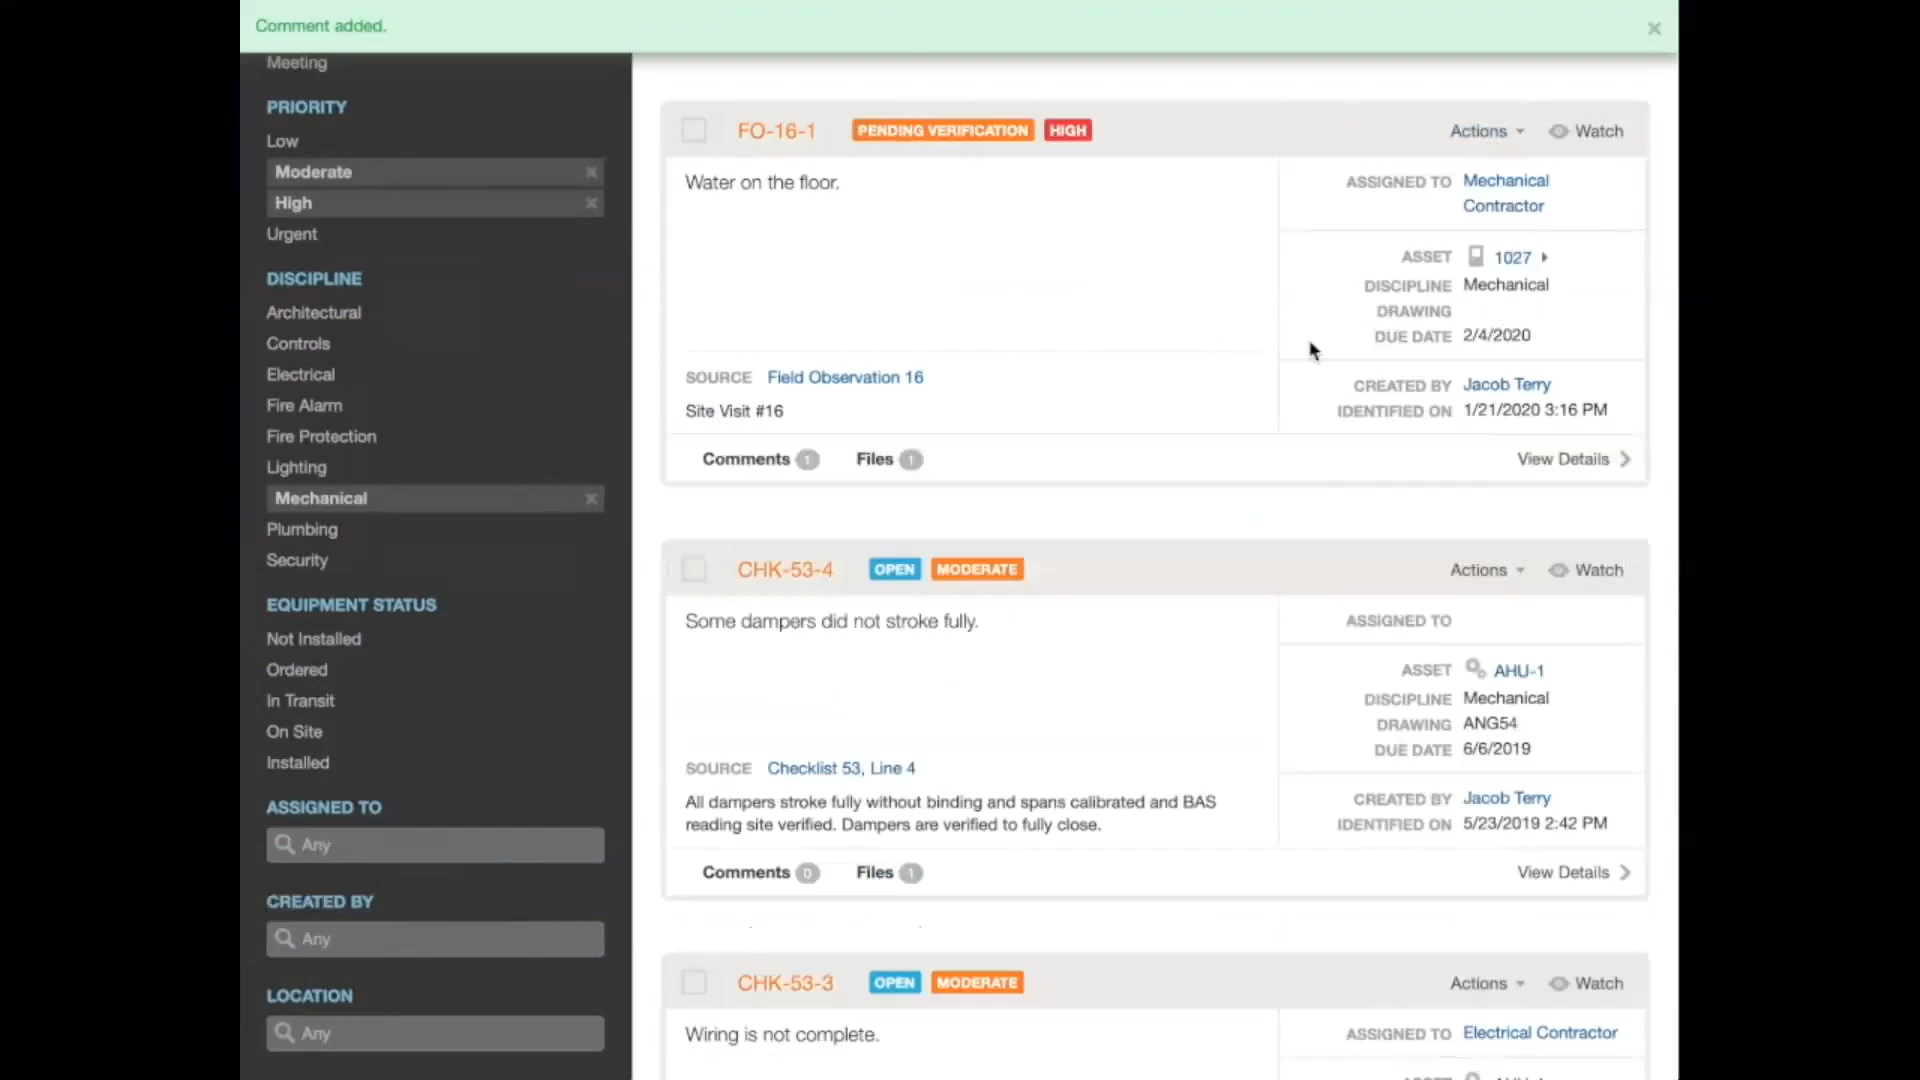 Comment added.
Meeting
PRIORITY
Low
Moderate
High
Urgent
DISCIPLINE
Architectural
Controls
Electrical
Fire Alarm
Fire Protection
Lighting
Mechanical
Plumbing
Security
EQUIPMENT STATUS
Not Installed
Ordered
In Transit
On Site
Installed
ASSIGNED TO
Any
CREATED BY
Any
LOCATION
Any
FO-16-1 PENDING VERIFICATION HIGH Actions Watch
Water on the floor.
SOURCE Field Observation 16
Site Visit #16
ASSIGNED TO Mechanical
Contractor
ASSET 1027
DISCIPLINE Mechanical
DRAWING
DUE DATE 2/4/2020
CREATED BY Jacob Terry
IDENTIFIED ON 1/21/2020 3:16 PM
Comments 1 Files 1 View Details
CHK-53-4 OPEN MODERATE Actions Watch
Some dampers did not stroke fully.
SOURCE Checklist 53, Line 4
All dampers stroke fully without binding and spans calibrated and BAS
reading site verified. Dampers are verified to fully close.
ASSIGNED TO
ASSET AHU-1
DISCIPLINE Mechanical
DRAWING ANG54
DUE DATE 6/6/2019
CREATED BY Jacob Terry
IDENTIFIED ON 5/23/2019 2:42 PM
Comments 0 Files 1 View Details
CHK-53-3 OPEN MODERATE Actions Watch
Wiring is not complete.
ASSIGNED TO Electrical Contractor